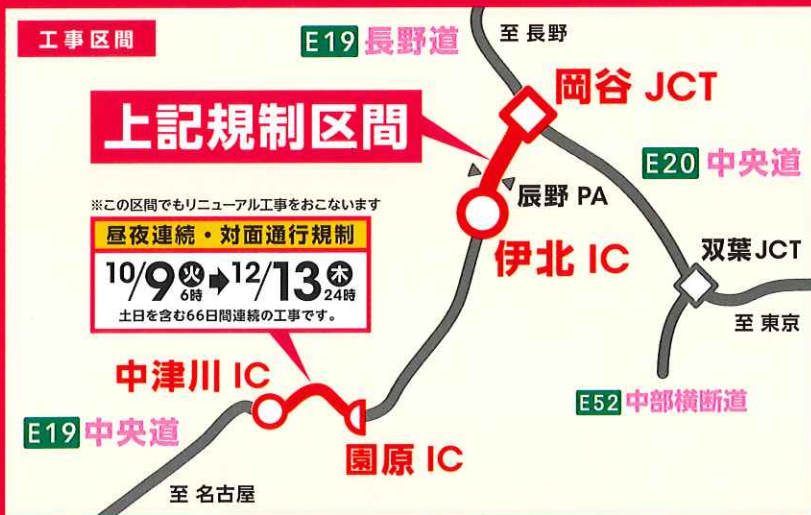 工事区間
E19 長野道
至 長野
岡谷 JCT
上記規制区間
E20 中央道
辰野 PA
※この区間でもリニューアル工事をおこないます
昼夜連続・対面通行規制
10/9火6時➡12/13木24時
土日を含む66日間連続の工事です。
伊北 IC
双葉JCT
至 東京
中津川 IC
E52 中部横断道
E19 中央道
園原 IC
至 名古屋